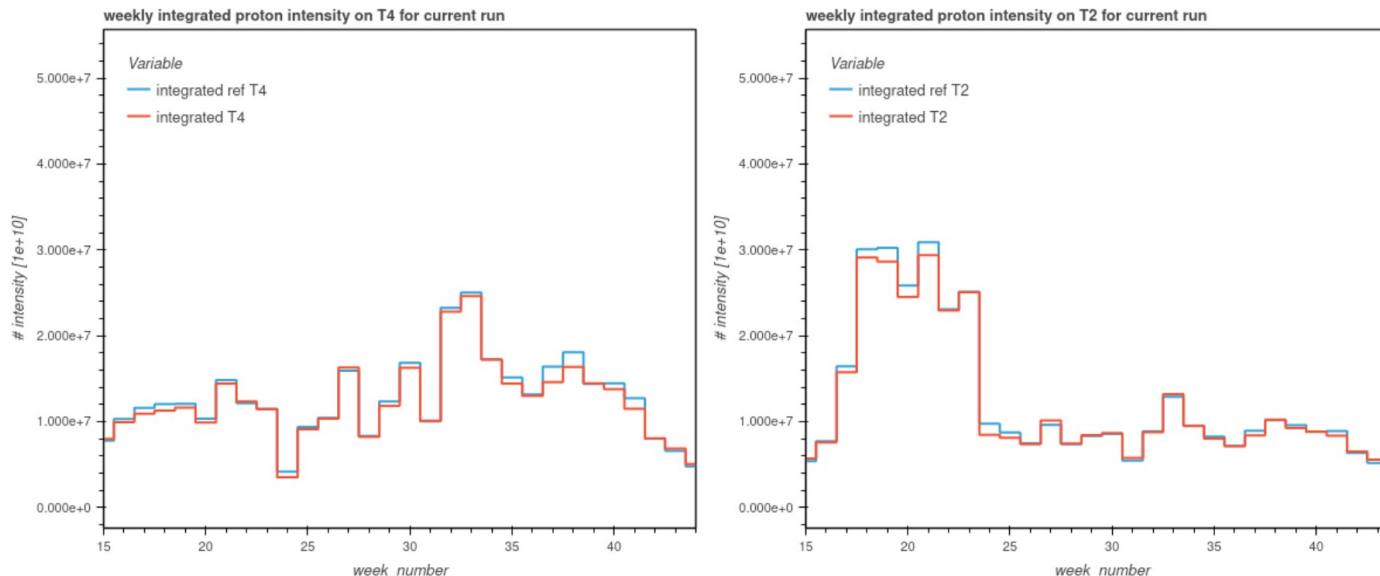 weekly integrated proton intensity on T4 for current run
Variable
integrated ref T4
integrated T4
5.000e+7
4.000e+7
3.000e+7
2.000e+7
1.000e+7
0.000e+0
# intensity [1e+10]
15
20
25
30
35
40
week_number
weekly integrated proton intensity on T2 for current run
Variable
integrated ref T2
integrated T2
5.000e+7
4.000e+7
3.000e+7
2.000e+7
1.000e+7
0.000e+0
# intensity [1e+10]
15
20
25
30
35
40
week_number